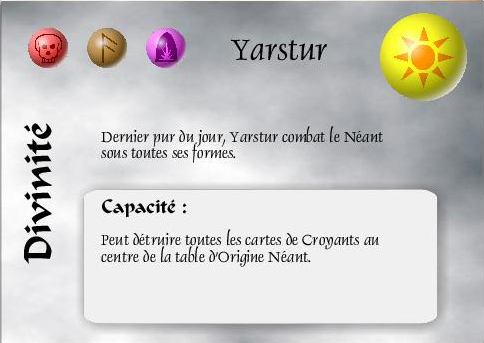 Yarstur
Divinité
Dernier pur du jour, Yarstur combat le Néant
sous toutes ses formes.
Capacité :
Peut détruire toutes les cartes de Croyants au
centre de la table d'Origine Néant.